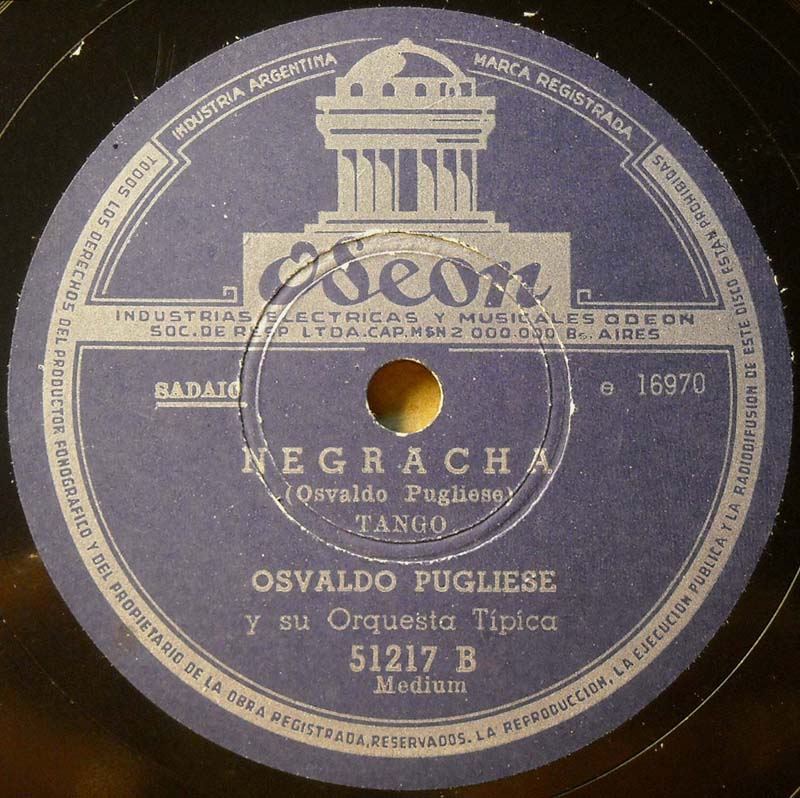 INDUSTRIA ARGENTINA
MARCA REGISTRADA
Odeon
INDUSTRIAS ELECTRICAS Y MUSICALES ODEON
SOC. DE RESP. LTDA. CAP. M$N 2 000.000 Bs. AIRES
SADAIC
e 16970
NEGRACHA
(Osvaldo Pugliese)
TANGO
OSVALDO PUGLIESE
y su Orquesta Típica
51217 B
Medium
TODOS LOS DERECHOS DEL PRODUCTOR FONOGRAFICO Y DEL PROPIETARIO DE LA OBRA REGISTRADA, RESERVADOS. LA REPRODUCCION, LA EJECUCION PUBLICA Y LA RADIODIFUSION DE ESTE DISCO ESTAN PROHIBIDAS